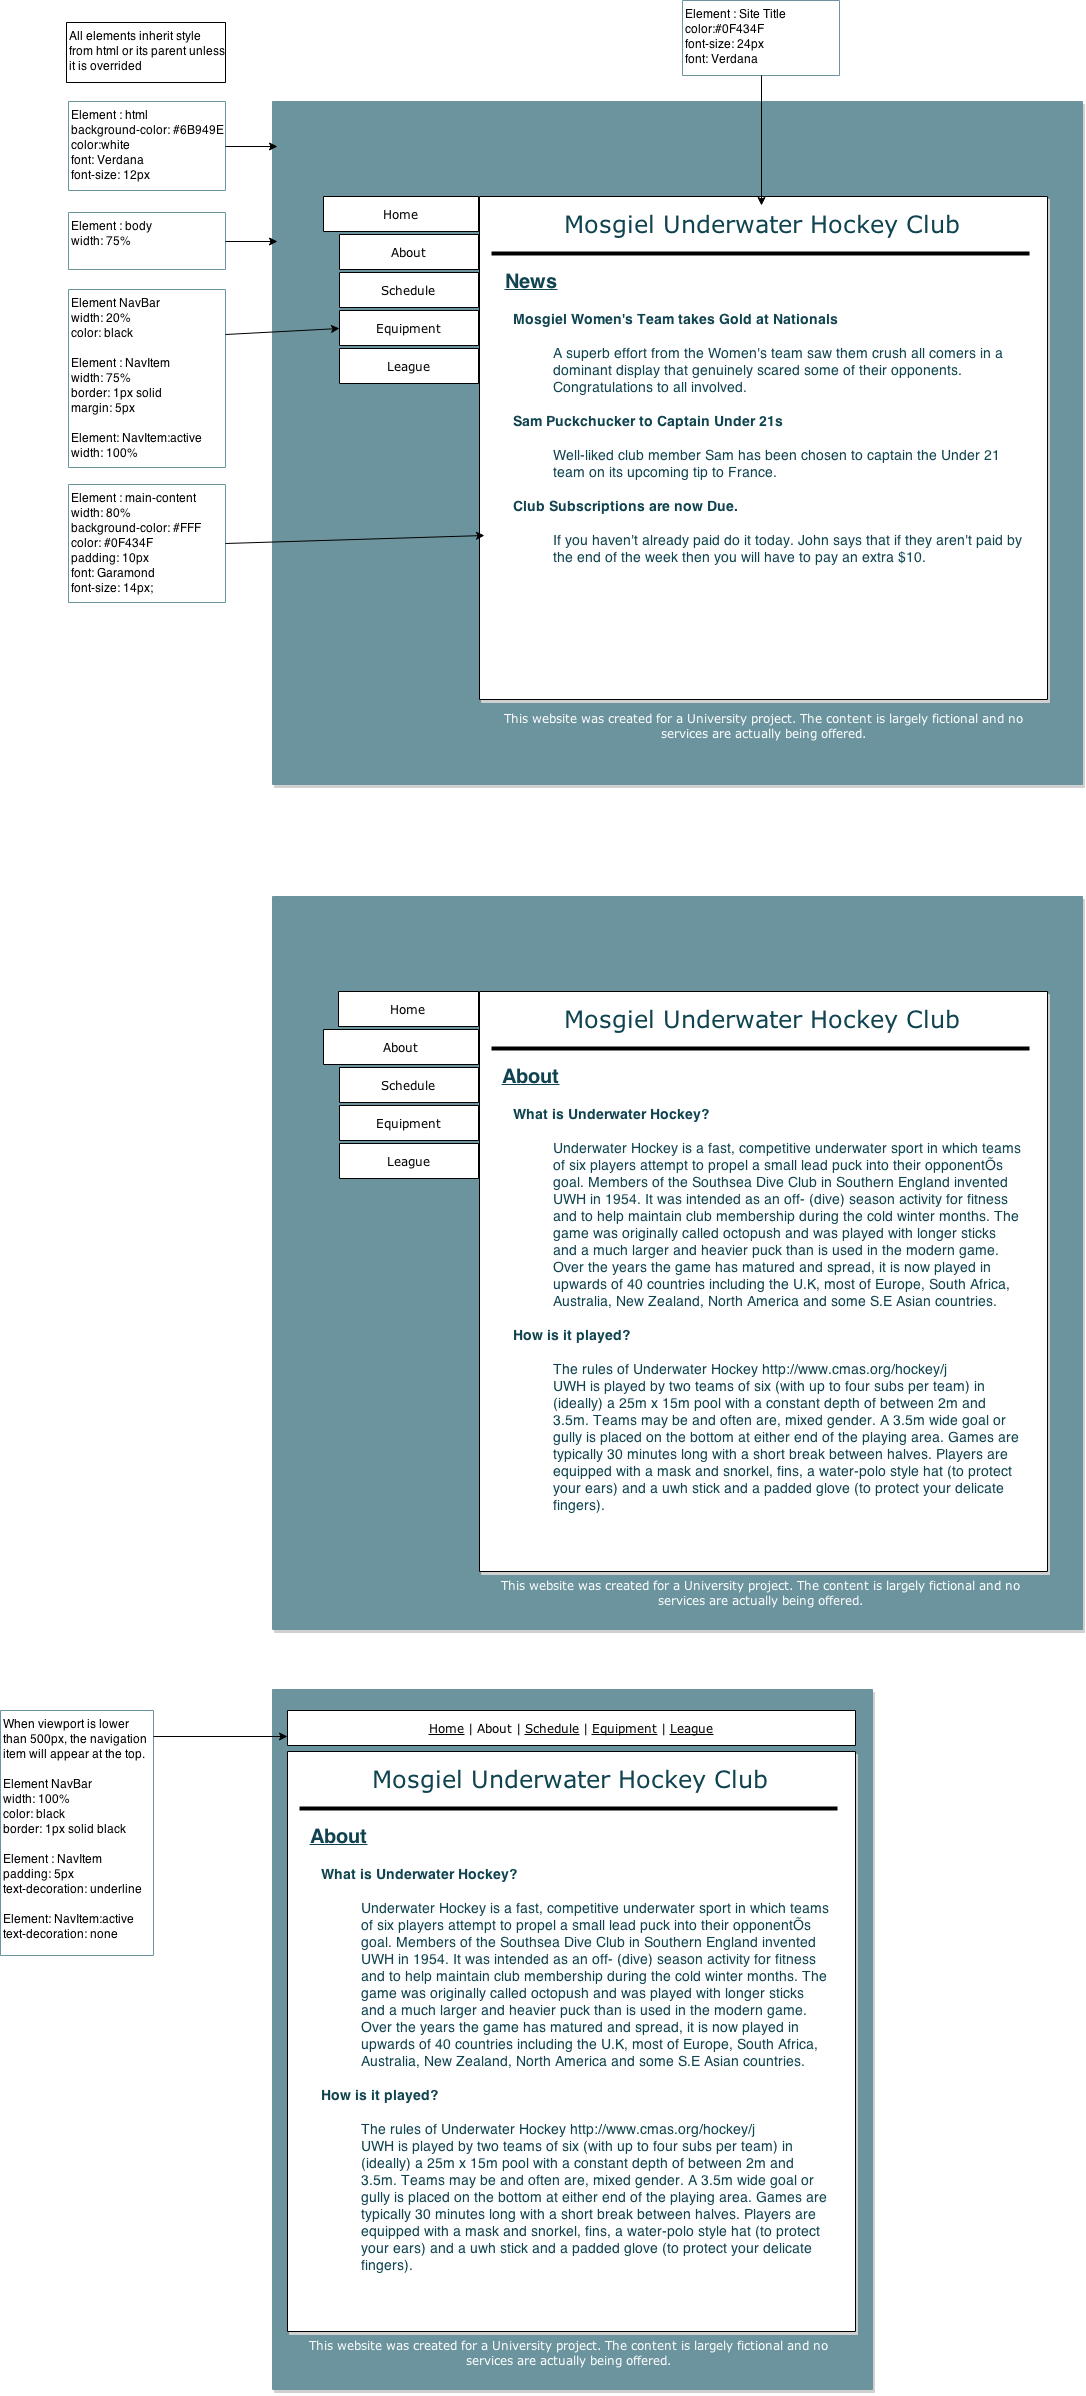 Element : Site Title
color:#0F434F
font-size: 24px
font: Verdana
All elements inherit style
from html or its parent unless
it is overrided
Element : html
background-color: #6B949E
color:white
font: Verdana
font-size: 12px
Element : body
width: 75%
Element NavBar
width: 20%
color: black
Element : NavItem
width: 75%
border: 1px solid
margin: 5px
Element: NavItem:active
width: 100%
Element : main-content
width: 80%
background-color: #FFF
color: #0F434F
padding: 10px
font: Garamond
font-size: 14px;
Home
About
Schedule
Equipment
League
Mosgiel Underwater Hockey Club
News
Mosgiel Women's Team takes Gold at Nationals
A superb effort from the Women's team saw them crush all comers in a
dominant display that genuinely scared some of their opponents.
Congratulations to all involved.
Sam Puckchucker to Captain Under 21s
Well-liked club member Sam has been chosen to captain the Under 21
team on its upcoming tip to France.
Club Subscriptions are now Due.
If you haven't already paid do it today. John says that if they aren't paid by
the end of the week then you will have to pay an extra $10.
This website was created for a University project. The content is largely fictional and no
services are actually being offered.
Home
About
Schedule
Equipment
League
Mosgiel Underwater Hockey Club
About
What is Underwater Hockey?
Underwater Hockey is a fast, competitive underwater sport in which teams
of six players attempt to propel a small lead puck into their opponentÕs
goal. Members of the Southsea Dive Club in Southern England invented
UWH in 1954. It was intended as an off- (dive) season activity for fitness
and to help maintain club membership during the cold winter months. The
game was originally called octopush and was played with longer sticks
and a much larger and heavier puck than is used in the modern game.
Over the years the game has matured and spread, it is now played in
upwards of 40 countries including the U.K, most of Europe, South Africa,
Australia, New Zealand, North America and some S.E Asian countries.
How is it played?
The rules of Underwater Hockey http://www.cmas.org/hockey/j
UWH is played by two teams of six (with up to four subs per team) in
(ideally) a 25m x 15m pool with a constant depth of between 2m and
3.5m. Teams may be and often are, mixed gender. A 3.5m wide goal or
gully is placed on the bottom at either end of the playing area. Games are
typically 30 minutes long with a short break between halves. Players are
equipped with a mask and snorkel, fins, a water-polo style hat (to protect
your ears) and a uwh stick and a padded glove (to protect your delicate
fingers).
This website was created for a University project. The content is largely fictional and no
services are actually being offered.
When viewport is lower
than 500px, the navigation
item will appear at the top.
Element NavBar
width: 100%
color: black
border: 1px solid black
Element : NavItem
padding: 5px
text-decoration: underline
Element: NavItem:active
text-decoration: none
Home | About | Schedule | Equipment | League
Mosgiel Underwater Hockey Club
About
What is Underwater Hockey?
Underwater Hockey is a fast, competitive underwater sport in which teams
of six players attempt to propel a small lead puck into their opponentÕs
goal. Members of the Southsea Dive Club in Southern England invented
UWH in 1954. It was intended as an off- (dive) season activity for fitness
and to help maintain club membership during the cold winter months. The
game was originally called octopush and was played with longer sticks
and a much larger and heavier puck than is used in the modern game.
Over the years the game has matured and spread, it is now played in
upwards of 40 countries including the U.K, most of Europe, South Africa,
Australia, New Zealand, North America and some S.E Asian countries.
How is it played?
The rules of Underwater Hockey http://www.cmas.org/hockey/j
UWH is played by two teams of six (with up to four subs per team) in
(ideally) a 25m x 15m pool with a constant depth of between 2m and
3.5m. Teams may be and often are, mixed gender. A 3.5m wide goal or
gully is placed on the bottom at either end of the playing area. Games are
typically 30 minutes long with a short break between halves. Players are
equipped with a mask and snorkel, fins, a water-polo style hat (to protect
your ears) and a uwh stick and a padded glove (to protect your delicate
fingers).
This website was created for a University project. The content is largely fictional and no
services are actually being offered.